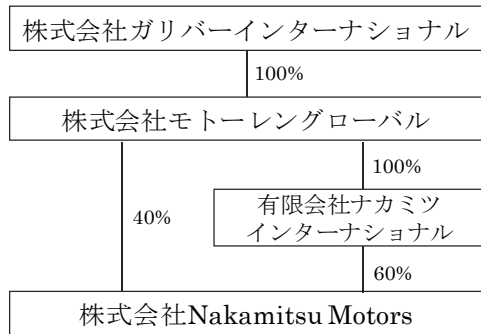 株式会社ガリバーインターナショナル
100%
株式会社モトーレングローバル
100%
40%
有限会社ナカミツ
インターナショナル
60%
株式会社Nakamitsu Motors